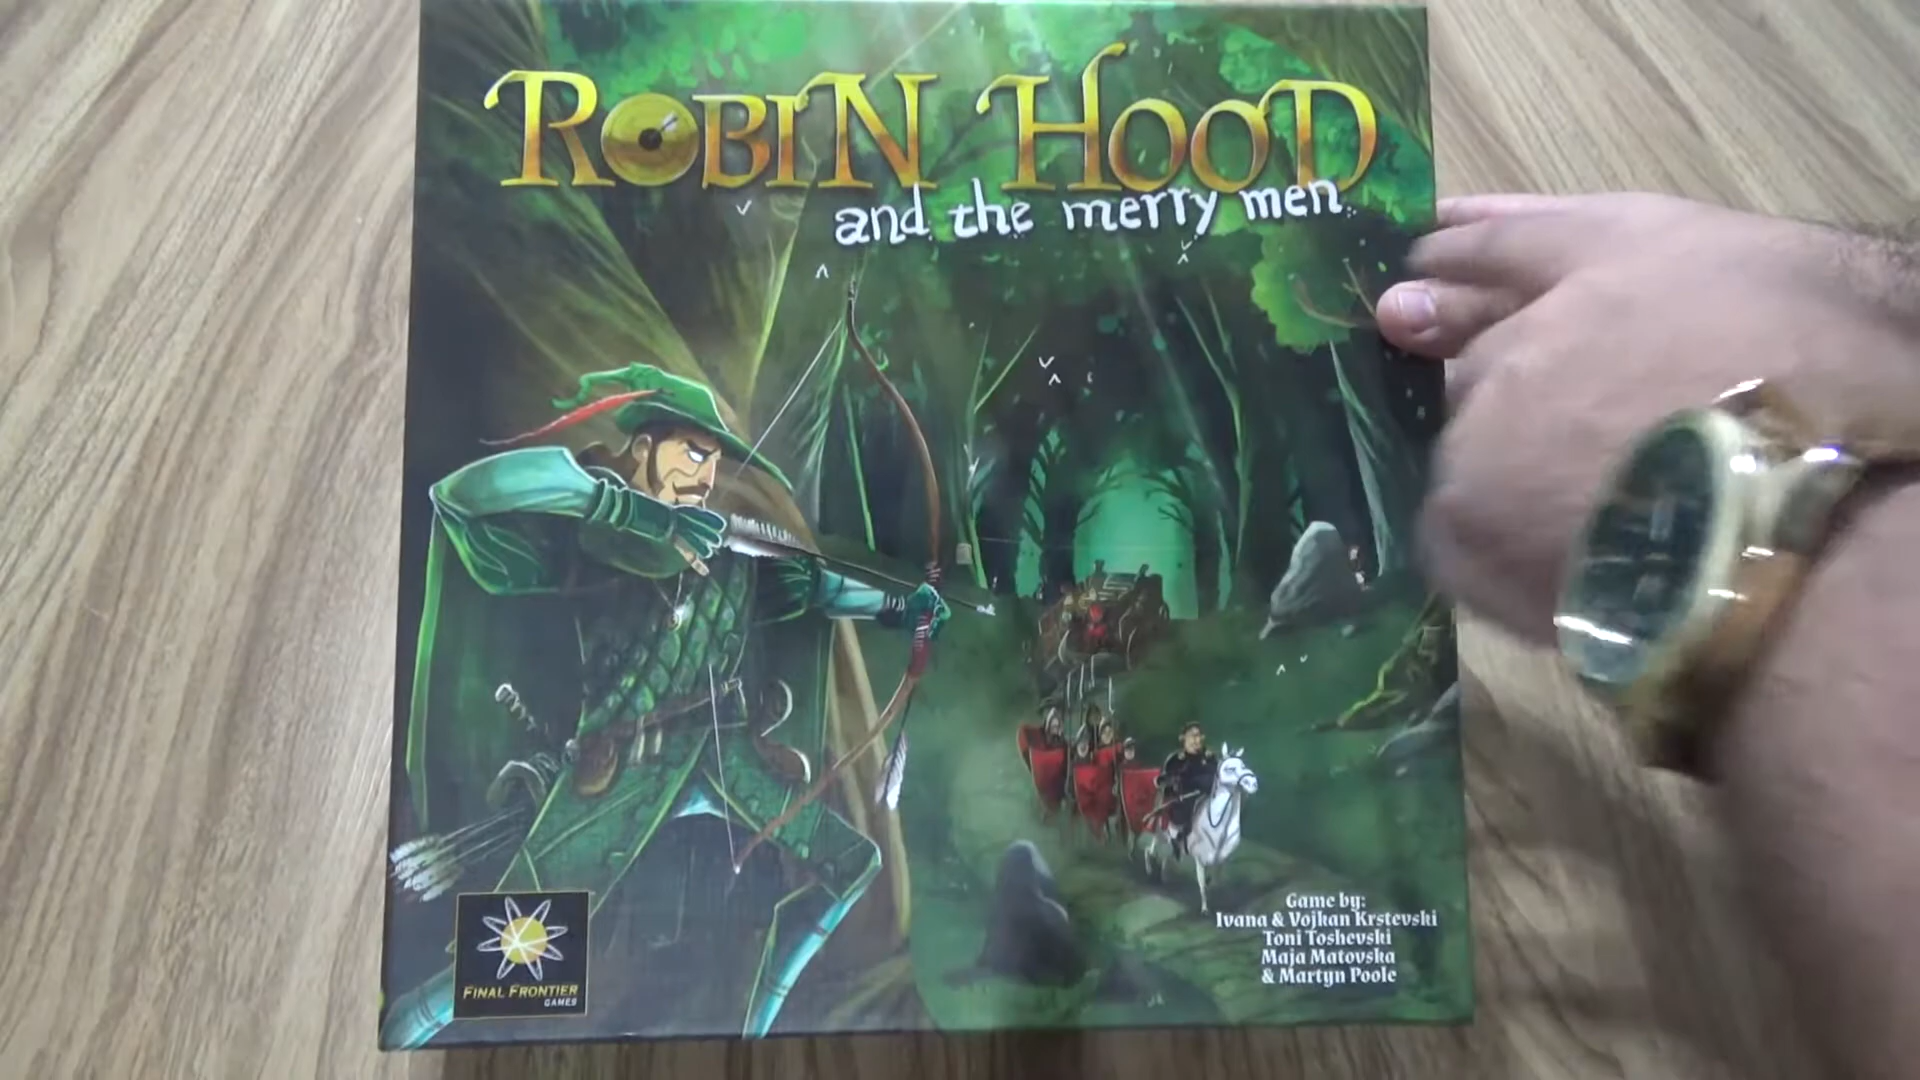 ROBIN HOOD
and the merry men
Game by:
Ivana & Vojkan Krstevski
Toni Toshevski
Maja Matovska
& Martyn Poole
FINAL FRONTIER
GAMES